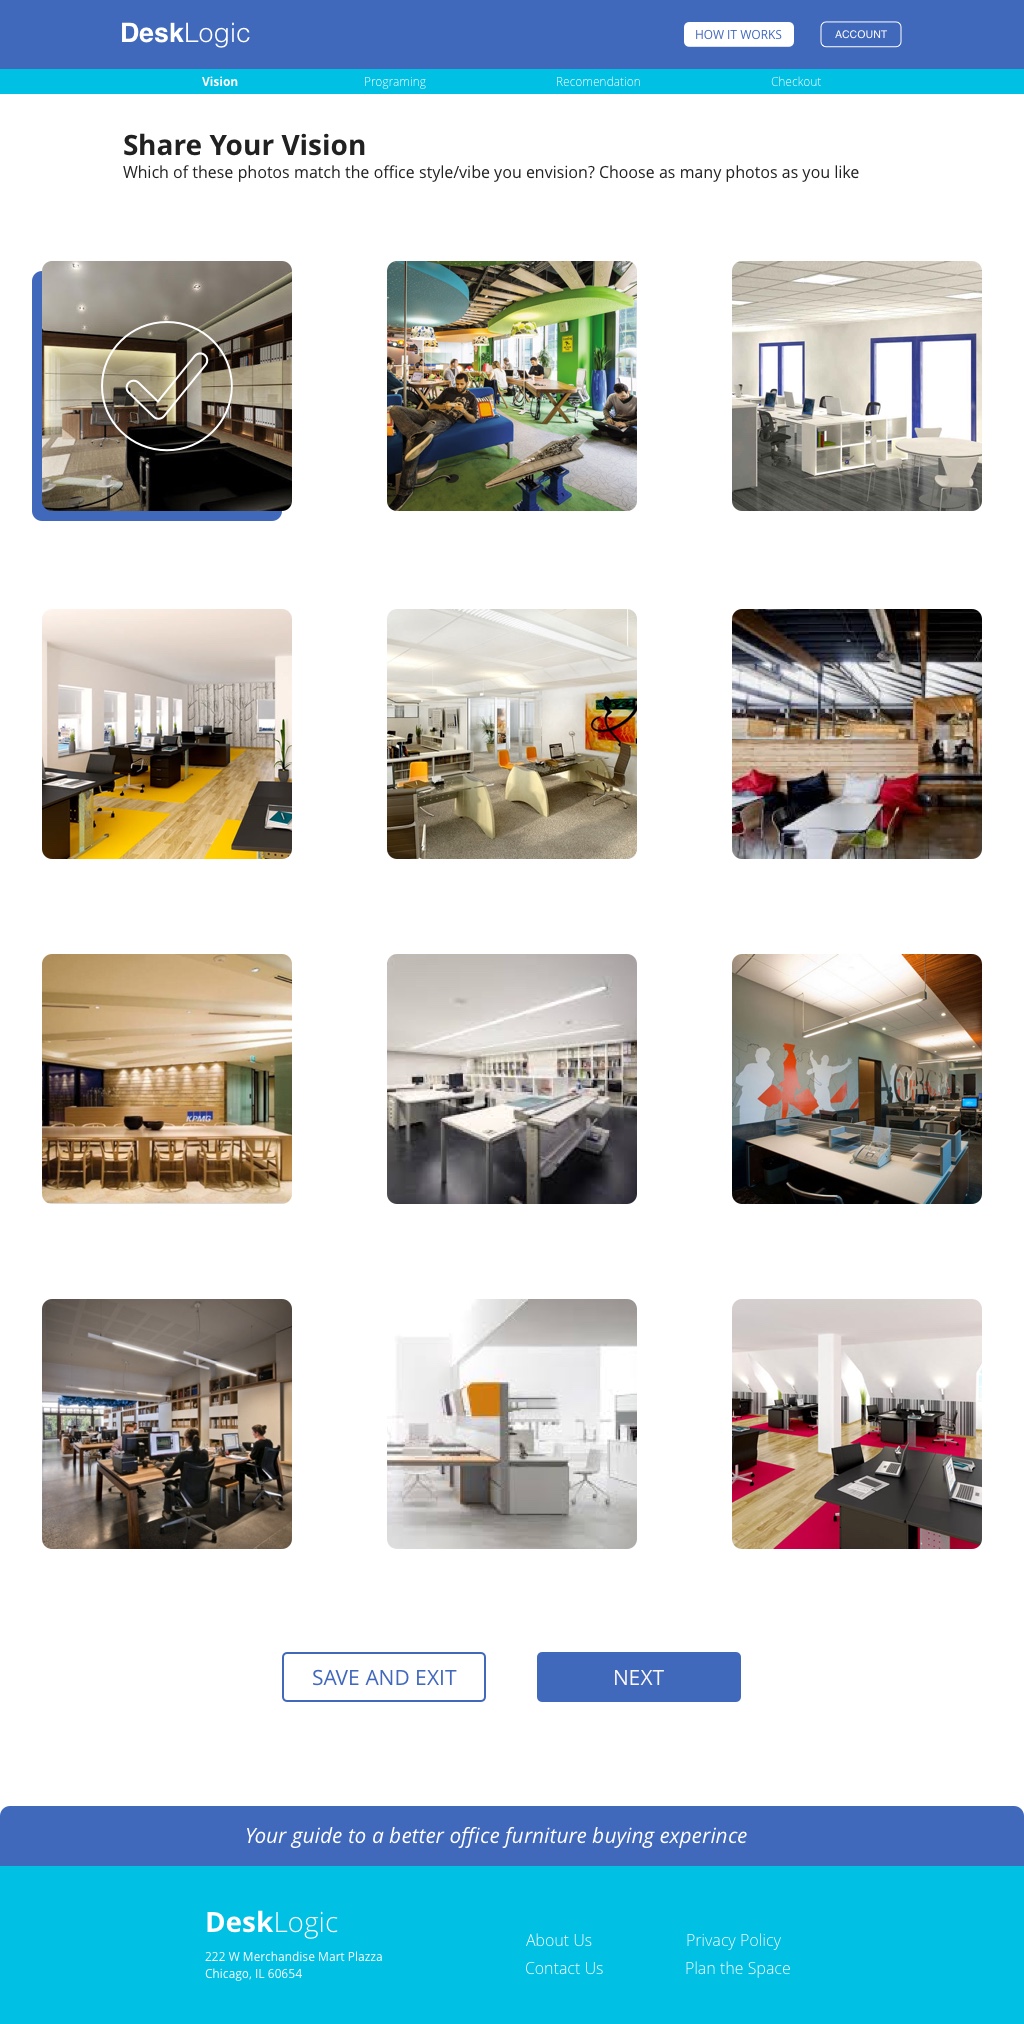 DeskLogic
HOW IT WORKS
ACCOUNT
Vision
Programing
Recomendation
Checkout
Share Your Vision
Which of these photos match the office style/vibe you envision? Choose as many photos as you like
KPMG
SAVE AND EXIT
NEXT
Your guide to a better office furniture buying experince
DeskLogic
222 W Merchandise Mart Plazza
Chicago, IL 60654
About Us
Privacy Policy
Contact Us
Plan the Space